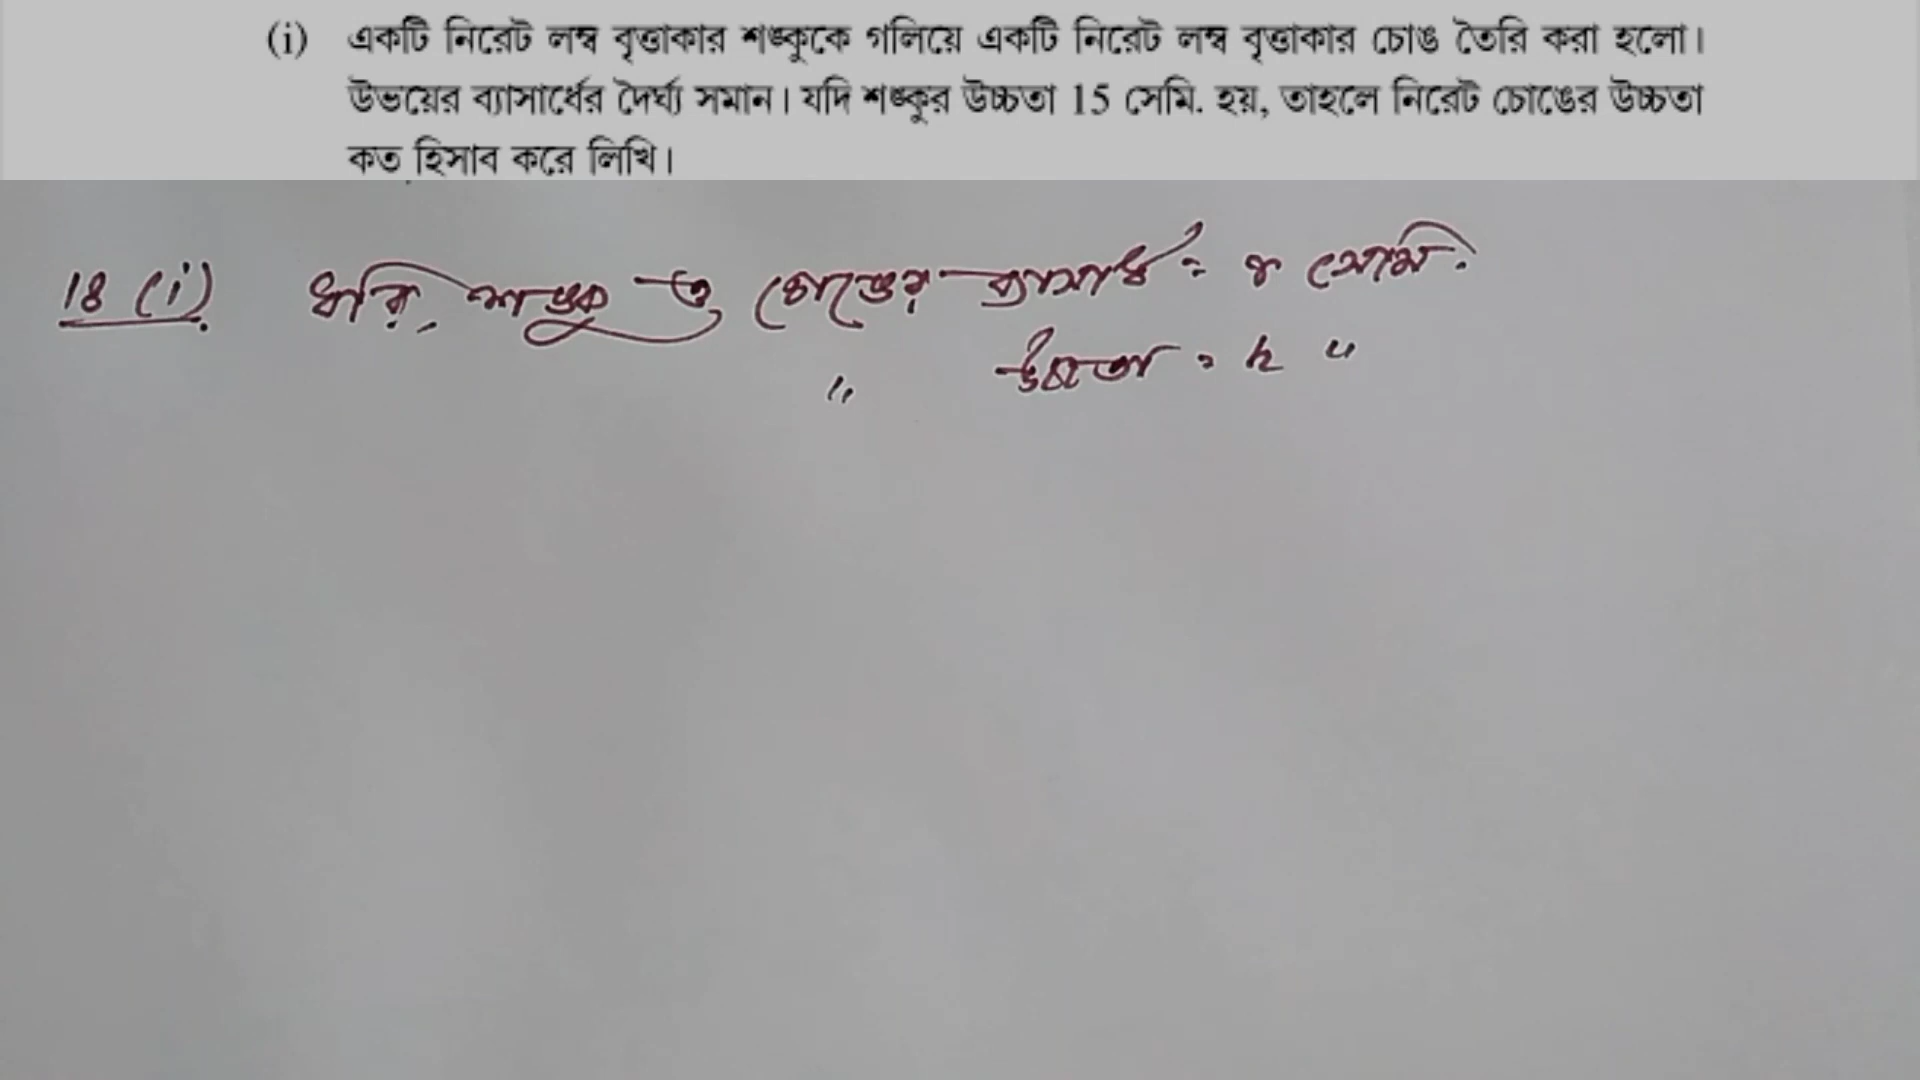 (i) একটি নিরেট লম্ব বৃত্তাকার শঙ্কুকে গলিয়ে একটি নিরেট লম্ব বৃত্তাকার চোঙ তৈরি করা হলো।
উভয়ের ব্যাসার্ধের দৈর্ঘ্য সমান। যদি শঙ্কুর উচ্চতা 15 সেমি. হয়, তাহলে নিরেট চোঙের উচ্চতা
কত হিসাব করে লিখি।
18 (i) ধরি, শঙ্কু ও চোঙের ব্যাসার্ধ = r সেমি.
" উচ্চতা = h "